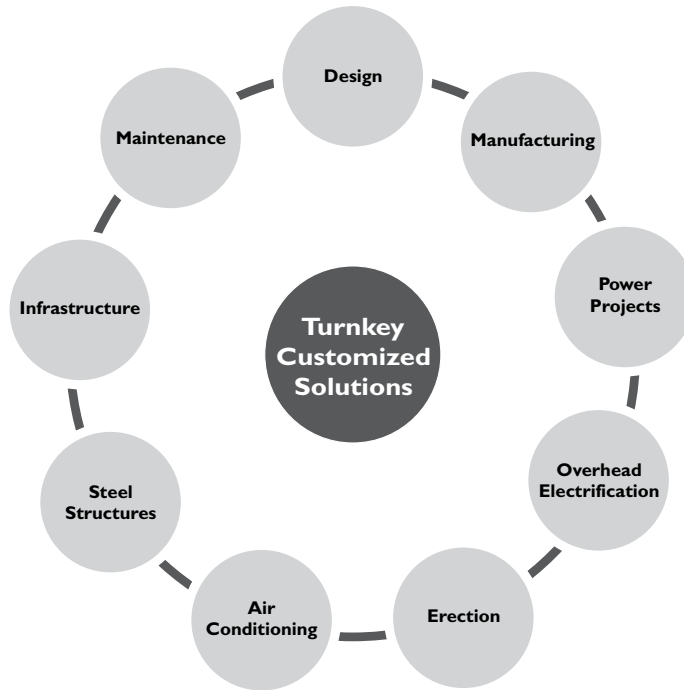 Design
Manufacturing
Power
Projects
Overhead
Electrification
Erection
Air
Conditioning
Steel
Structures
Infrastructure
Maintenance
Turnkey
Customized
Solutions